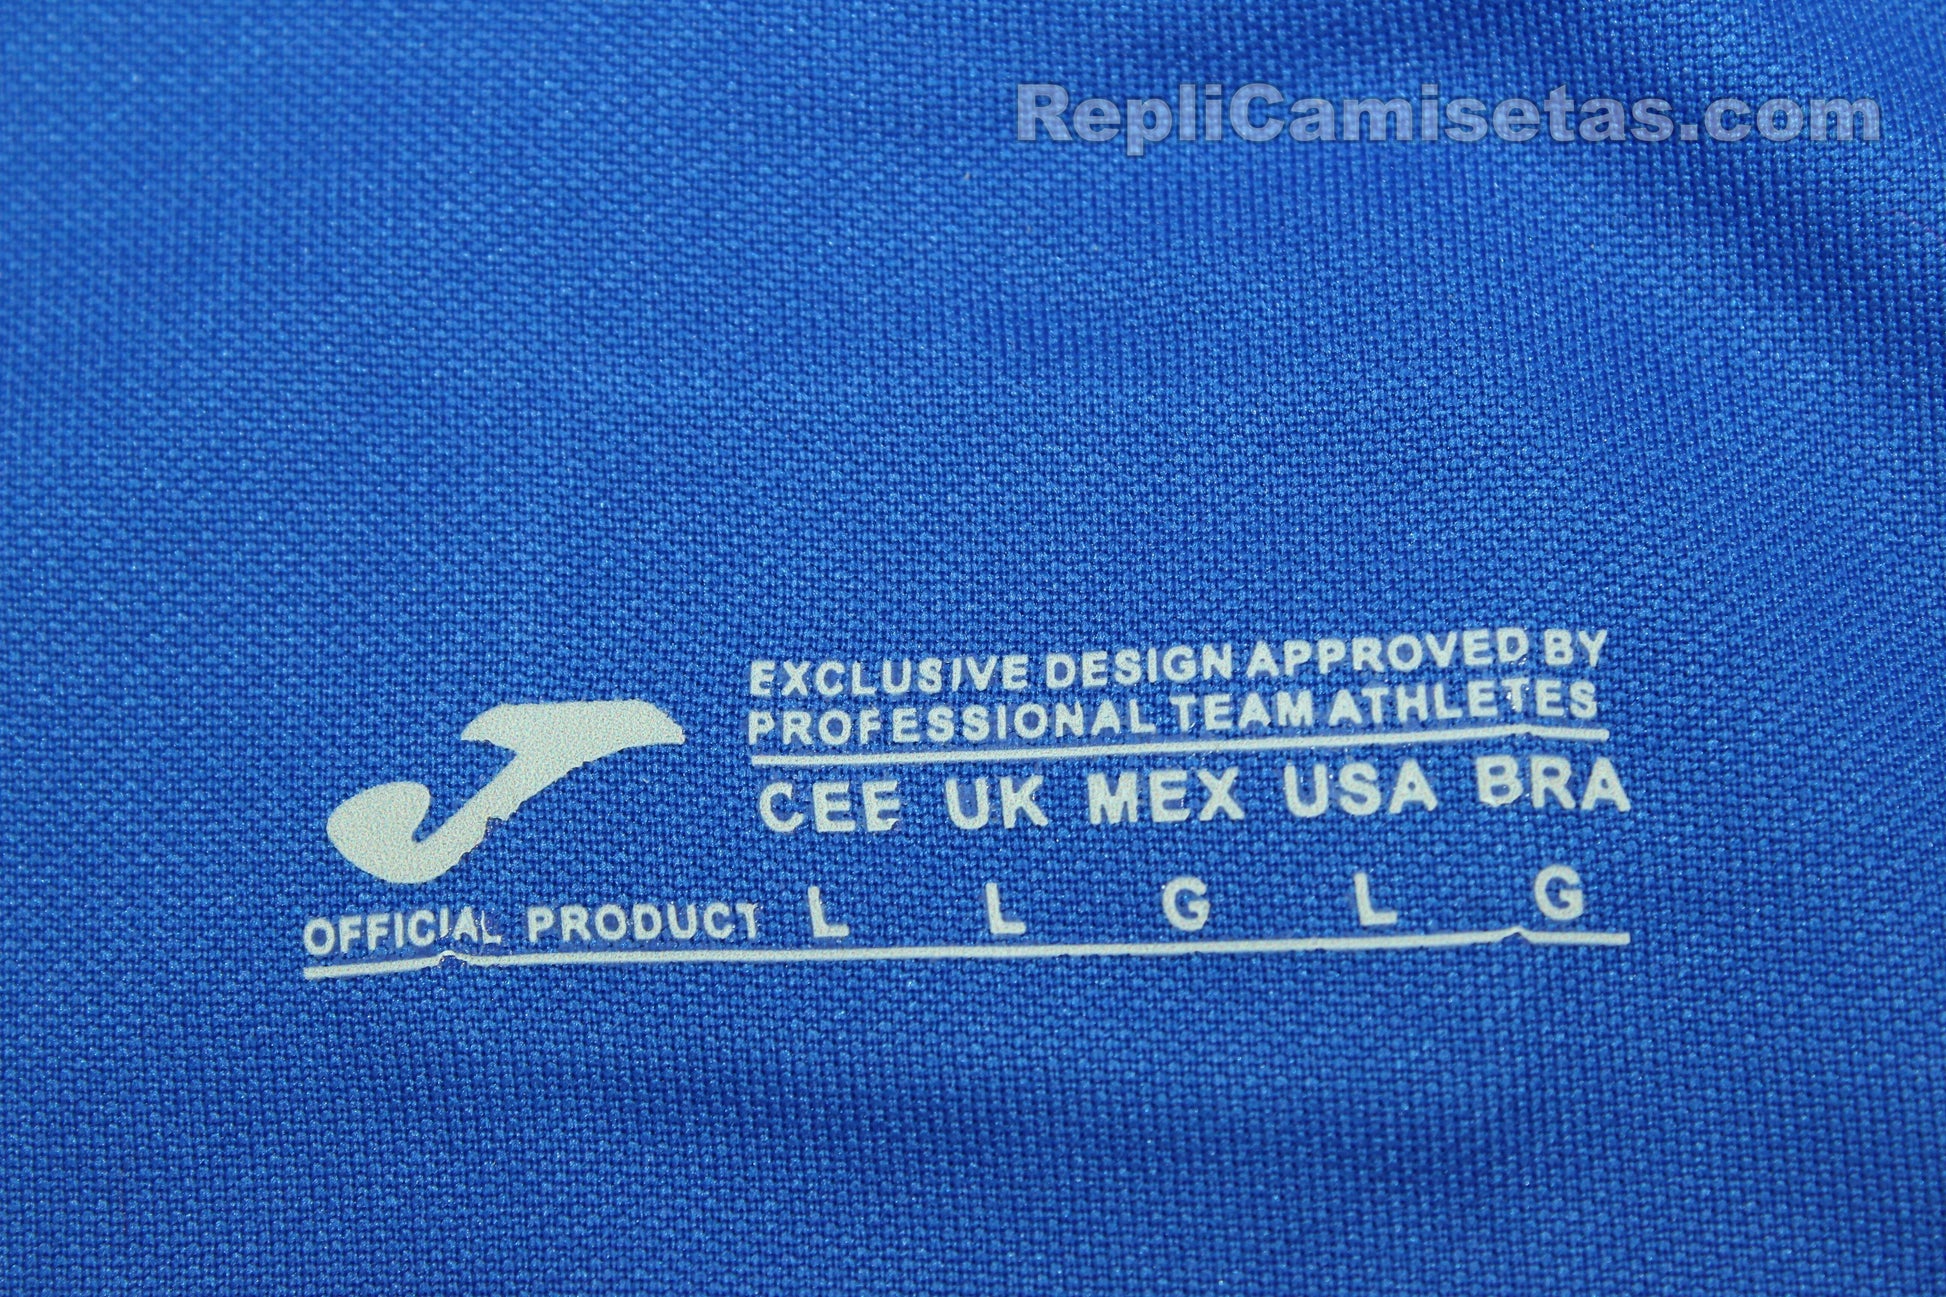 RepliCamisetas.com
EXCLUSIVE DESIGN APPROVED BY
PROFESSIONAL TEAM ATHLETES
CEE UK MEX USA BRA
OFFICIAL PRODUCT L L G L G